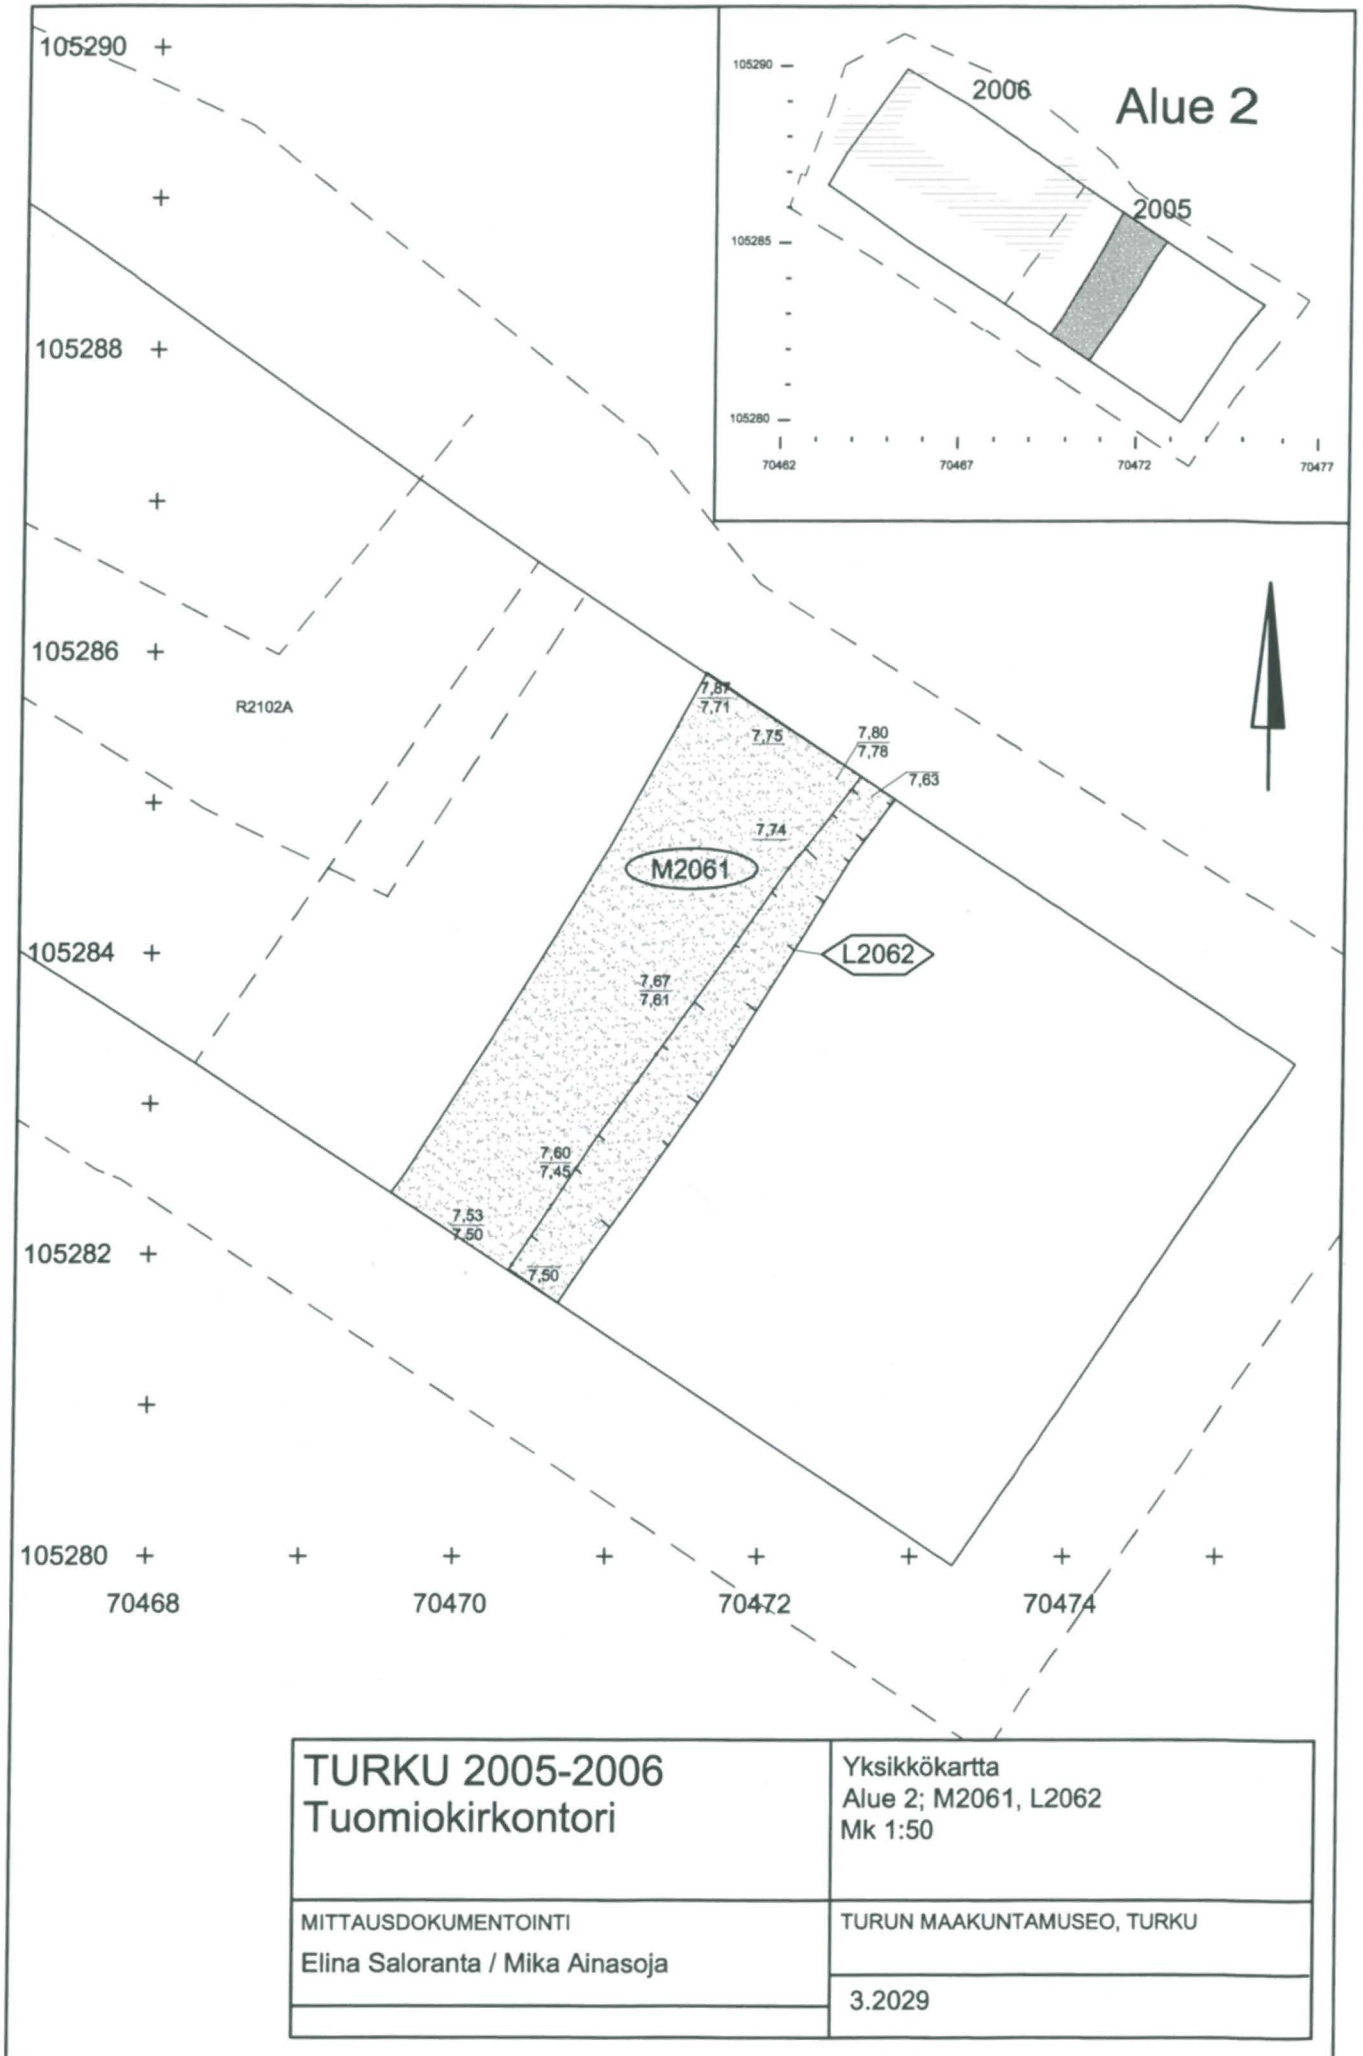 105290
105288
105286
105284
105282
105280
70468
70470
70472
70474
105290
105285
105280
70462
70467
70472
70477
2006
Alue 2
2005
R2102A
7,87
7,71
7,75
7,80
7,78
7,63
7,74
M2061
L2062
7,67
7,61
7,60
7,45
7,53
7,50
7,50
TURKU 2005-2006
Tuomiokirkontori
Yksikkökartta
Alue 2; M2061, L2062
Mk 1:50
MITTAUSDOKUMENTOINTI
Elina Saloranta / Mika Ainasoja
TURUN MAAKUNTAMUSEO, TURKU
3.2029